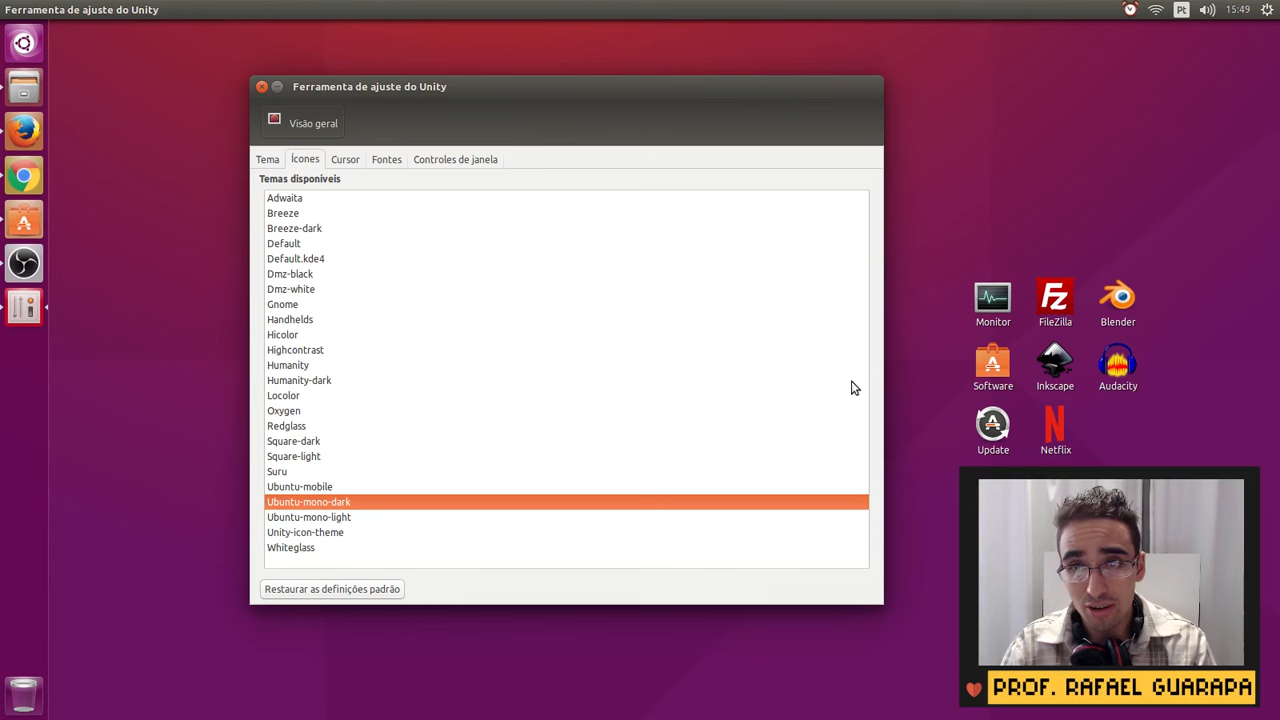 Ferramenta de ajuste do Unity
Pt
15:49
Ferramenta de ajuste do Unity
Visão geral
Tema
Ícones
Cursor
Fontes
Controles de janela
Temas disponíveis
Adwaita
Breeze
Breeze-dark
Default
Default.kde4
Dmz-black
Dmz-white
Gnome
Handhelds
Hicolor
Highcontrast
Humanity
Humanity-dark
Locolor
Oxygen
Redglass
Square-dark
Square-light
Suru
Ubuntu-mobile
Ubuntu-mono-dark
Ubuntu-mono-light
Unity-icon-theme
Whiteglass
Restaurar as definições padrão
Fz
Monitor
FileZilla
Blender
Software
Inkscape
Audacity
N
Update
Netflix
PROF. RAFAEL GUARAPA